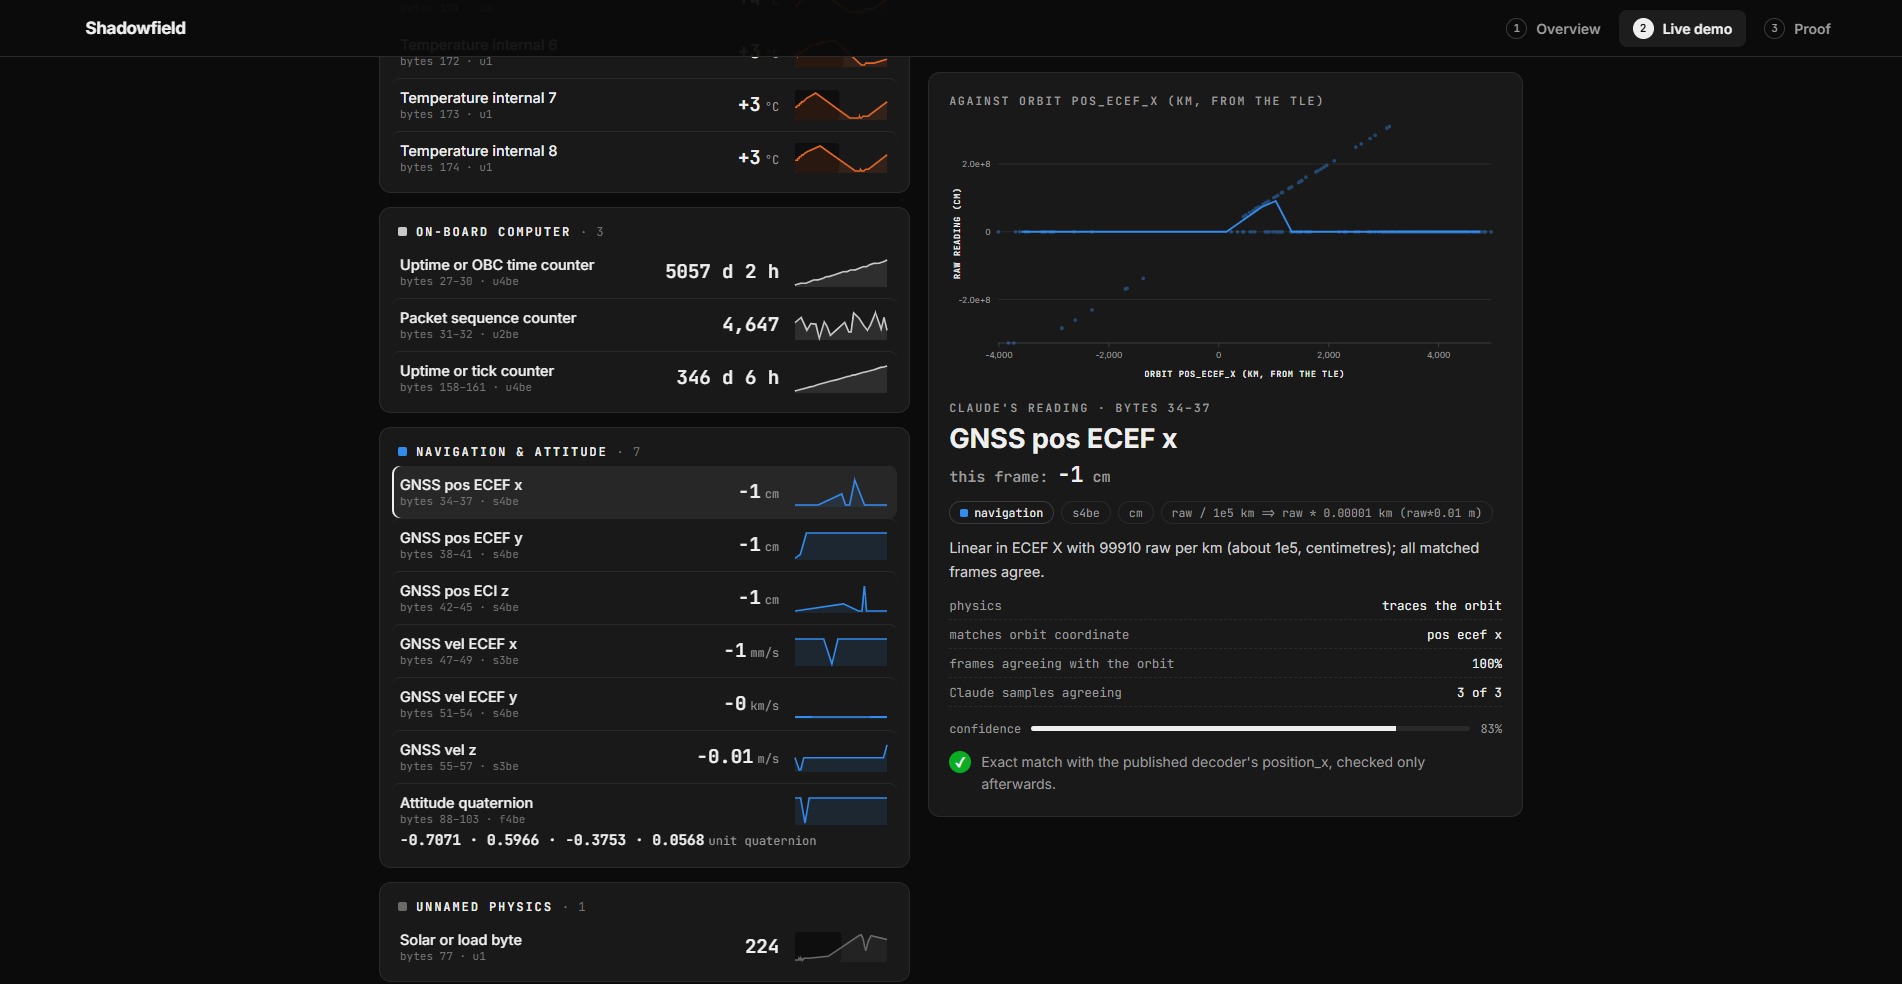 Shadowfield
1 Overview
2 Live demo
3 Proof
Temperature internal 6
bytes 172 · u1
+3 °C
Temperature internal 7
bytes 173 · u1
+3 °C
Temperature internal 8
bytes 174 · u1
+3 °C
ON-BOARD COMPUTER · 3
Uptime or OBC time counter
bytes 27-30 · u4be
5057 d 2 h
Packet sequence counter
bytes 31-32 · u2be
4,647
Uptime or tick counter
bytes 158-161 · u4be
346 d 6 h
NAVIGATION & ATTITUDE · 7
GNSS pos ECEF x
bytes 34-37 · s4be
-1 cm
GNSS pos ECEF y
bytes 38-41 · s4be
-1 cm
GNSS pos ECI z
bytes 42-45 · s4be
-1 cm
GNSS vel ECEF x
bytes 47-49 · s3be
-1 mm/s
GNSS vel ECEF y
bytes 51-54 · s4be
-0 km/s
GNSS vel z
bytes 55-57 · s3be
-0.01 m/s
Attitude quaternion
bytes 88-103 · f4be
-0.7071 · 0.5966 · -0.3753 · 0.0568 unit quaternion
UNNAMED PHYSICS · 1
Solar or load byte
bytes 77 · u1
224
AGAINST ORBIT POS_ECEF_X (KM, FROM THE TLE)
RAW READING (CM)
2.0e+8
0
-2.0e+8
-4,000
-2,000
0
2,000
4,000
ORBIT POS_ECEF_X (KM, FROM THE TLE)
CLAUDE'S READING · BYTES 34-37
GNSS pos ECEF x
this frame: -1 cm
navigation
s4be
cm
raw / 1e5 km ⇒ raw * 0.00001 km (raw*0.01 m)
Linear in ECEF X with 99910 raw per km (about 1e5, centimetres); all matched
frames agree.
physics traces the orbit
matches orbit coordinate pos ecef x
frames agreeing with the orbit 100%
Claude samples agreeing 3 of 3
confidence 83%
Exact match with the published decoder's position_x, checked only
afterwards.